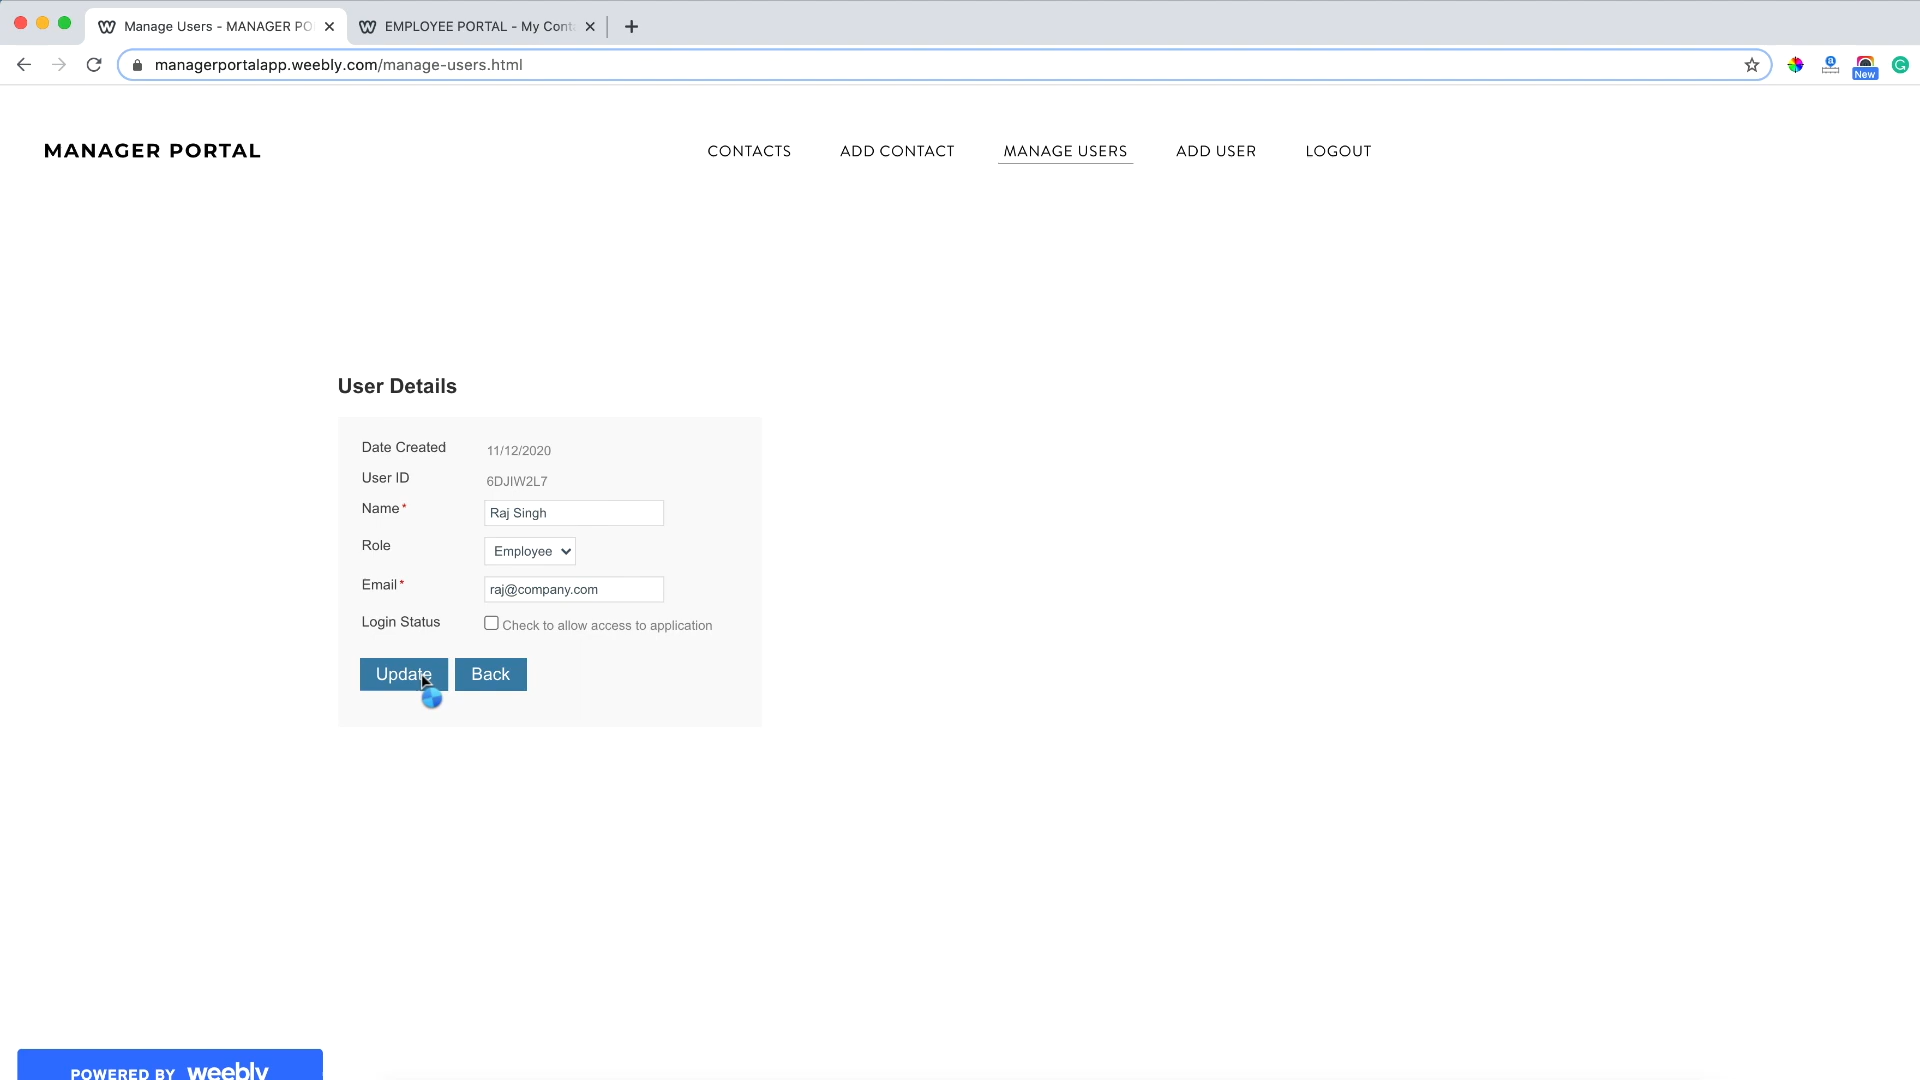 Manage Users - MANAGER PO
EMPLOYEE PORTAL - My Cont
managerportalapp.weebly.com/manage-users.html
New
MANAGER PORTAL
CONTACTS
ADD CONTACT
MANAGE USERS
ADD USER
LOGOUT
User Details
Date Created 11/12/2020
User ID 6DJIW2L7
Name* Raj Singh
Role Employee
Email* raj@company.com
Login Status Check to allow access to application
Update Back
POWERED BY weebly